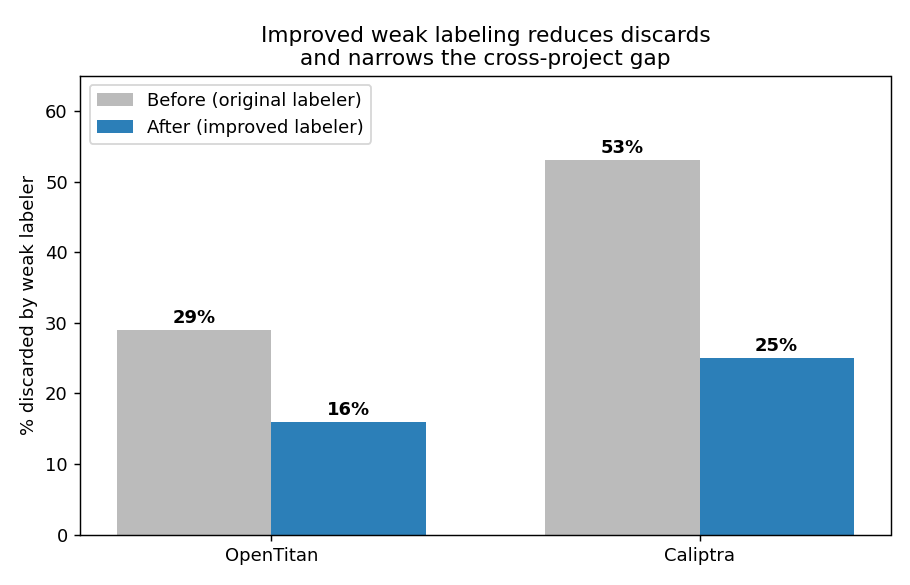 Improved weak labeling reduces discards
and narrows the cross-project gap
Before (original labeler)
After (improved labeler)
% discarded by weak labeler
60
50
40
30
20
10
0
29%
16%
53%
25%
OpenTitan
Caliptra